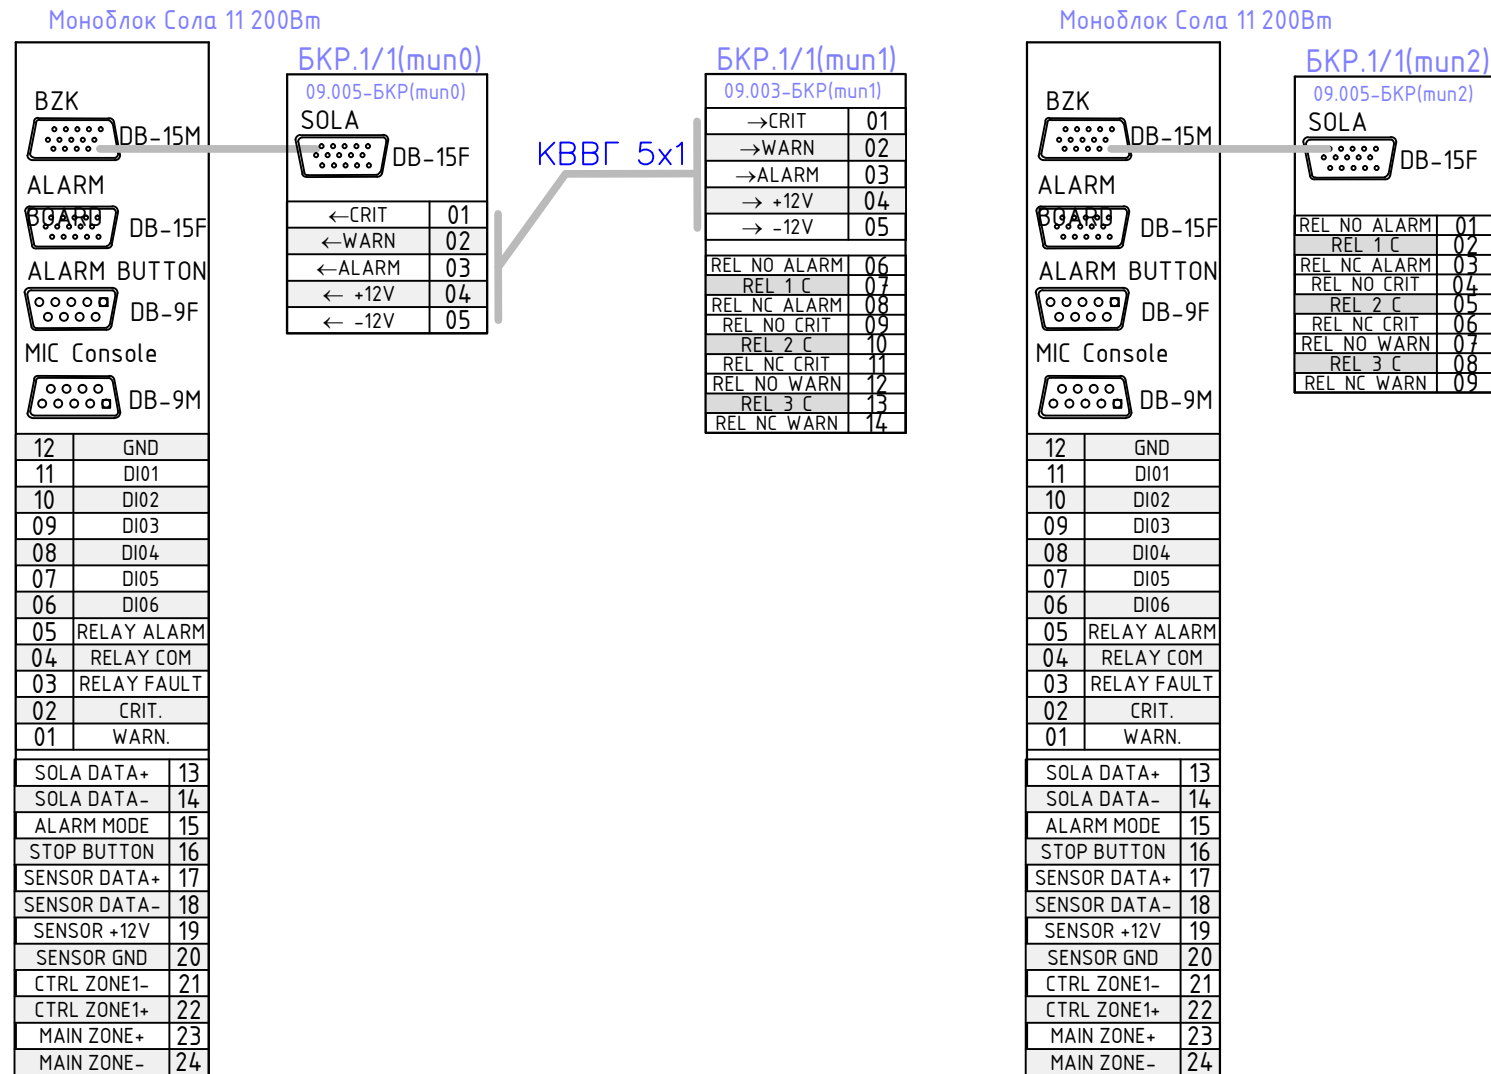 Моноблок Сола 11 200Вт
BZK
DB-15M
ALARM
BOARD
DB-15F
ALARM BUTTON
DB-9F
MIC Console
DB-9M
12 GND
11 DI01
10 DI02
09 DI03
08 DI04
07 DI05
06 DI06
05 RELAY ALARM
04 RELAY COM
03 RELAY FAULT
02 CRIT.
01 WARN.
SOLA DATA+ 13
SOLA DATA- 14
ALARM MODE 15
STOP BUTTON 16
SENSOR DATA+ 17
SENSOR DATA- 18
SENSOR +12V 19
SENSOR GND 20
CTRL ZONE1- 21
CTRL ZONE1+ 22
MAIN ZONE+ 23
MAIN ZONE- 24
БКР.1/1(тип0)
09.005-БКР(тип0)
SOLA
DB-15F
←CRIT 01
←WARN 02
←ALARM 03
← +12V 04
← -12V 05
КВВГ 5x1
БКР.1/1(тип1)
09.003-БКР(тип1)
→CRIT 01
→WARN 02
→ALARM 03
→ +12V 04
→ -12V 05
REL NO ALARM 06
REL 1 C 07
REL NC ALARM 08
REL NO CRIT 09
REL 2 C 10
REL NC CRIT 11
REL NO WARN 12
REL 3 C 13
REL NC WARN 14
Моноблок Сола 11 200Вт
BZK
DB-15M
ALARM
BOARD
DB-15F
ALARM BUTTON
DB-9F
MIC Console
DB-9M
12 GND
11 DI01
10 DI02
09 DI03
08 DI04
07 DI05
06 DI06
05 RELAY ALARM
04 RELAY COM
03 RELAY FAULT
02 CRIT.
01 WARN.
SOLA DATA+ 13
SOLA DATA- 14
ALARM MODE 15
STOP BUTTON 16
SENSOR DATA+ 17
SENSOR DATA- 18
SENSOR +12V 19
SENSOR GND 20
CTRL ZONE1- 21
CTRL ZONE1+ 22
MAIN ZONE+ 23
MAIN ZONE- 24
БКР.1/1(тип2)
09.005-БКР(тип2)
SOLA
DB-15F
REL NO ALARM 01
REL 1 C 02
REL NC ALARM 03
REL NO CRIT 04
REL 2 C 05
REL NC CRIT 06
REL NO WARN 07
REL 3 C 08
REL NC WARN 09